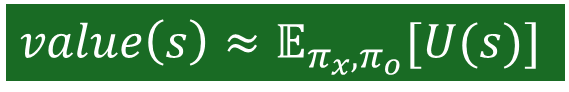 value(s) ≈ 𝔼_{π_x,π_o}[U(s)]